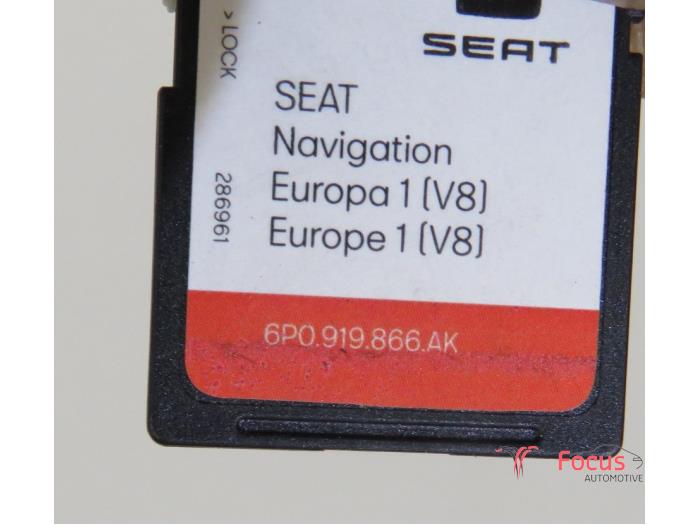 > LOCK
SEAT
SEAT
Navigation
Europa 1 (V8)
Europe 1 (V8)
286961
6P0.919.866.AK
Focus
AUTOMOTIVE